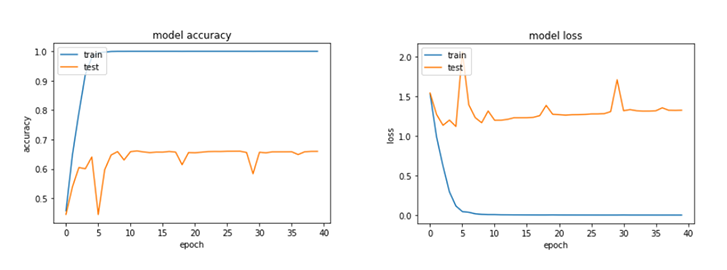 model accuracy
train
test
accuracy
1.0
0.9
0.8
0.7
0.6
0.5
0 5 10 15 20 25 30 35 40
epoch
model loss
train
test
loss
2.0
1.5
1.0
0.5
0.0
0 5 10 15 20 25 30 35 40
epoch